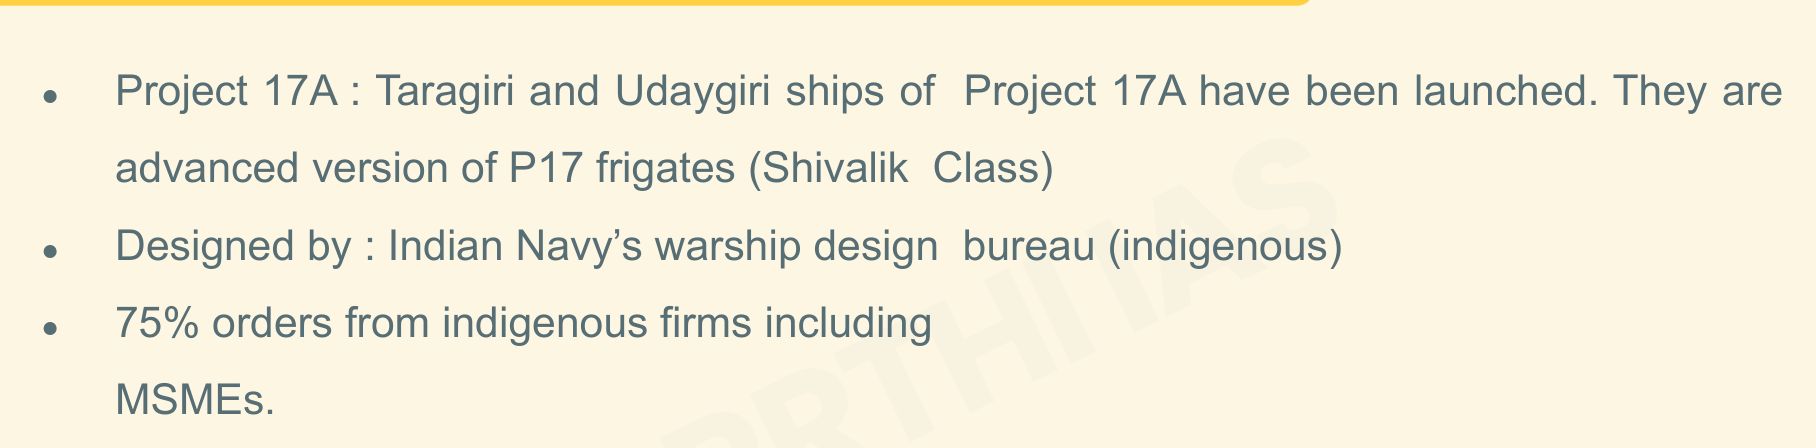 ● Project 17A : Taragiri and Udaygiri ships of Project 17A have been launched. They are
advanced version of P17 frigates (Shivalik Class)
● Designed by : Indian Navy’s warship design bureau (indigenous)
● 75% orders from indigenous firms including
MSMEs.
PRTHI IAS